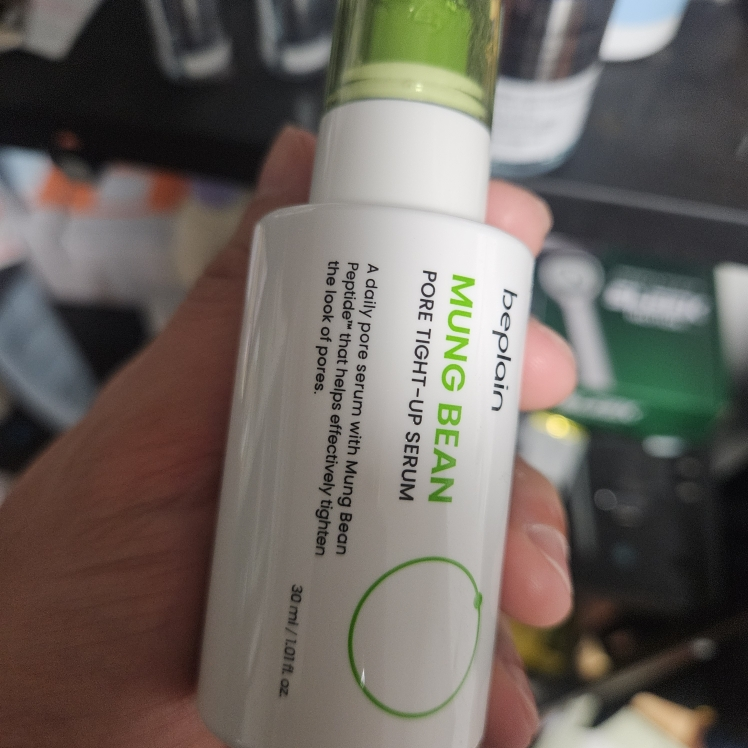 beplain
MUNG BEAN
PORE TIGHT-UP SERUM
A daily pore serum with Mung Bean
Peptide™ that helps effectively tighten
the look of pores.
30 ml / 1.01 fl. oz.